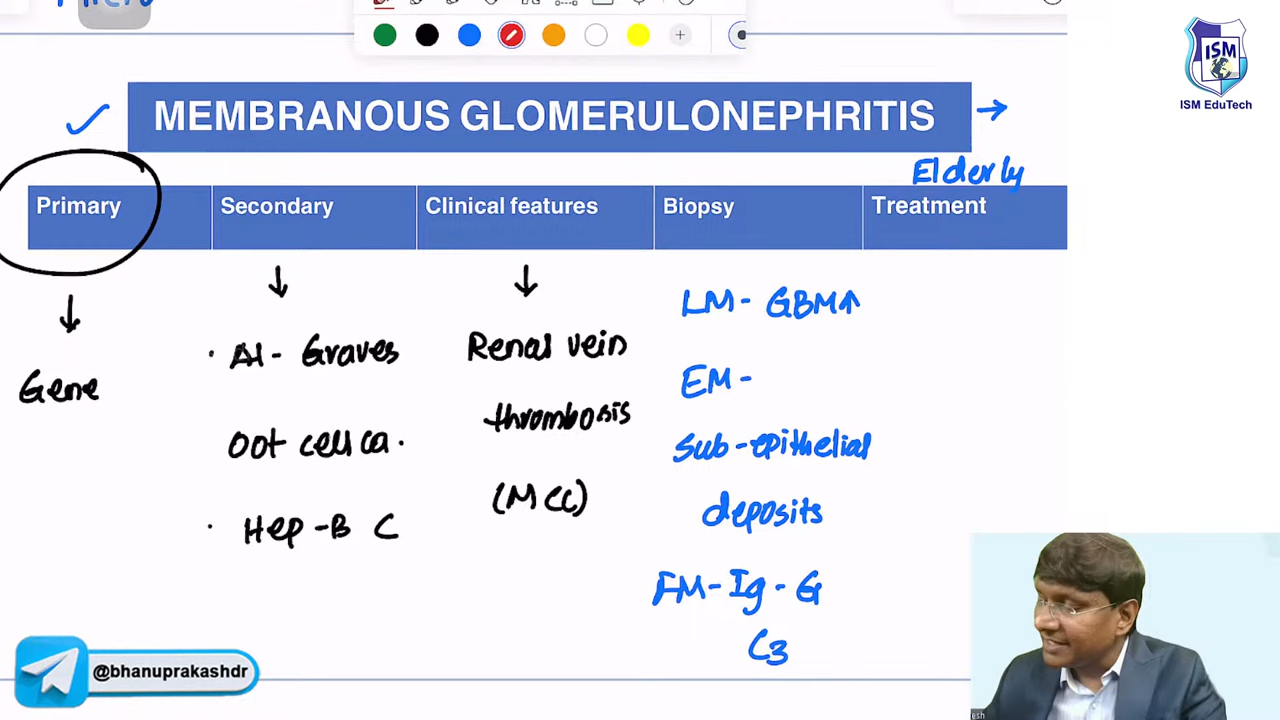 ISM
ISM EduTech
MEMBRANOUS GLOMERULONEPHRITIS →
Elderly
Primary Secondary Clinical features Biopsy Treatment
↓ ↓ ↓
Gene
· AI - Graves
oot cell ca.
· Hep - B C
Renal vein
thrombosis
(MCC)
LM - GBM↑
EM -
Sub-epithelial
deposits
FM - Ig - G
C3
@bhanuprakashdr